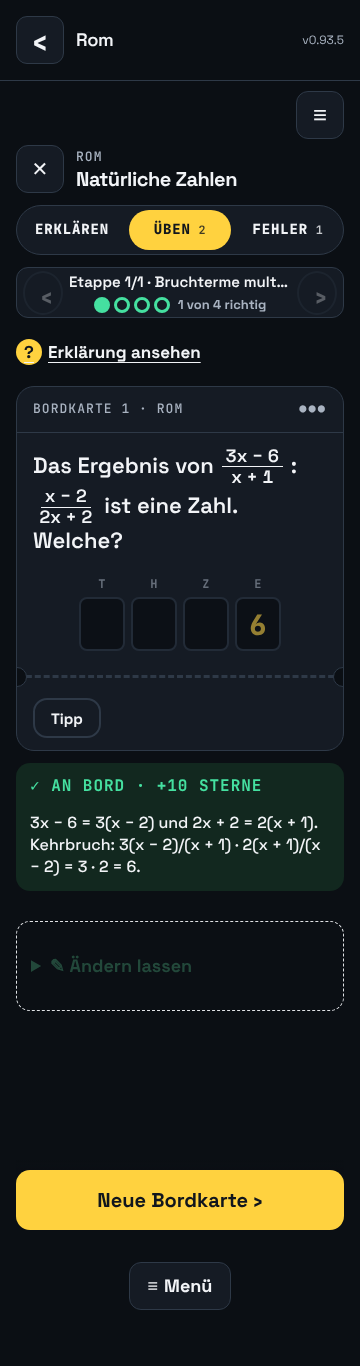 < Rom v0.93.5
≡
✕ ROM
Natürliche Zahlen
ERKLÄREN ÜBEN 2 FEHLER 1
< Etappe 1/1 · Bruchterme mult… >
1 von 4 richtig
? Erklärung ansehen
BORDKARTE 1 · ROM •••
Das Ergebnis von (3x − 6)/(x + 1) :
(x − 2)/(2x + 2) ist eine Zahl.
Welche?
T H Z E
6
Tipp
✓ AN BORD · +10 STERNE
3x − 6 = 3(x − 2) und 2x + 2 = 2(x + 1).
Kehrbruch: 3(x − 2)/(x + 1) · 2(x + 1)/(x
− 2) = 3 · 2 = 6.
▶ ✎ Ändern lassen
Neue Bordkarte >
≡ Menü